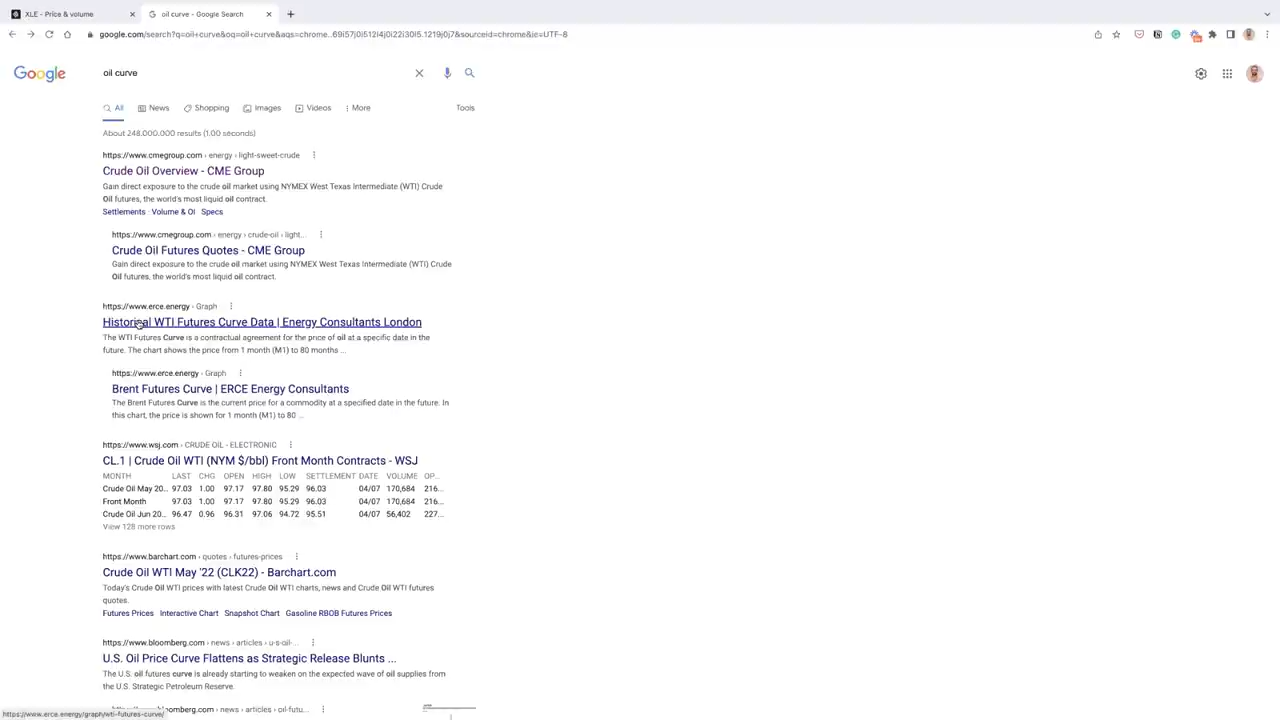 XLE - Price & volume
oil curve - Google Search
google.com/search?q=oil+curve&oq=oil+curve&aqs=chrome..69i57j0i512l4j0i22i30l5.1219j0j7&sourceid=chrome&ie=UTF-8
Google
oil curve
All News Shopping Images Videos More Tools
About 248.000.000 results (1.00 seconds)
https://www.cmegroup.com › energy › light-sweet-crude
Crude Oil Overview - CME Group
Gain direct exposure to the crude oil market using NYMEX West Texas Intermediate (WTI) Crude
Oil futures, the world's most liquid oil contract.
Settlements · Volume & OI · Specs
https://www.cmegroup.com › energy › crude-oil › light...
Crude Oil Futures Quotes - CME Group
Gain direct exposure to the crude oil market using NYMEX West Texas Intermediate (WTI) Crude
Oil futures, the world's most liquid oil contract.
https://www.erce.energy › Graph
Historical WTI Futures Curve Data | Energy Consultants London
The WTI Futures Curve is a contractual agreement for the price of oil at a specific date in the
future. The chart shows the price from 1 month (M1) to 80 months ...
https://www.erce.energy › Graph
Brent Futures Curve | ERCE Energy Consultants
The Brent Futures Curve is the current price for a commodity at a specified date in the future. In
this chart, the price is shown for 1 month (M1) to 80 ...
https://www.wsj.com › CRUDE OIL - ELECTRONIC
CL.1 | Crude Oil WTI (NYM $/bbl) Front Month Contracts - WSJ
MONTH LAST CHG OPEN HIGH LOW SETTLEMENT DATE VOLUME OP...
Crude Oil May 20... 97.03 1.00 97.17 97.80 95.29 96.03 04/07 170,684 216...
Front Month 97.03 1.00 97.17 97.80 95.29 96.03 04/07 170,684 216...
Crude Oil Jun 20... 96.47 0.96 96.31 97.06 94.72 95.51 04/07 56,402 227...
View 128 more rows
https://www.barchart.com › quotes › futures-prices
Crude Oil WTI May '22 (CLK22) - Barchart.com
Today's Crude Oil WTI prices with latest Crude Oil WTI charts, news and Crude Oil WTI futures
quotes.
Futures Prices Interactive Chart Snapshot Chart Gasoline RBOB Futures Prices
https://www.bloomberg.com › news › articles › u-s-oil-...
U.S. Oil Price Curve Flattens as Strategic Release Blunts ...
The U.S. oil futures curve is already starting to weaken on the expected wave of oil supplies from
the U.S. Strategic Petroleum Reserve.
https://www.bloomberg.com › news › articles › oil-futu...
https://www.erce.energy/graph/wti-futures-curve/